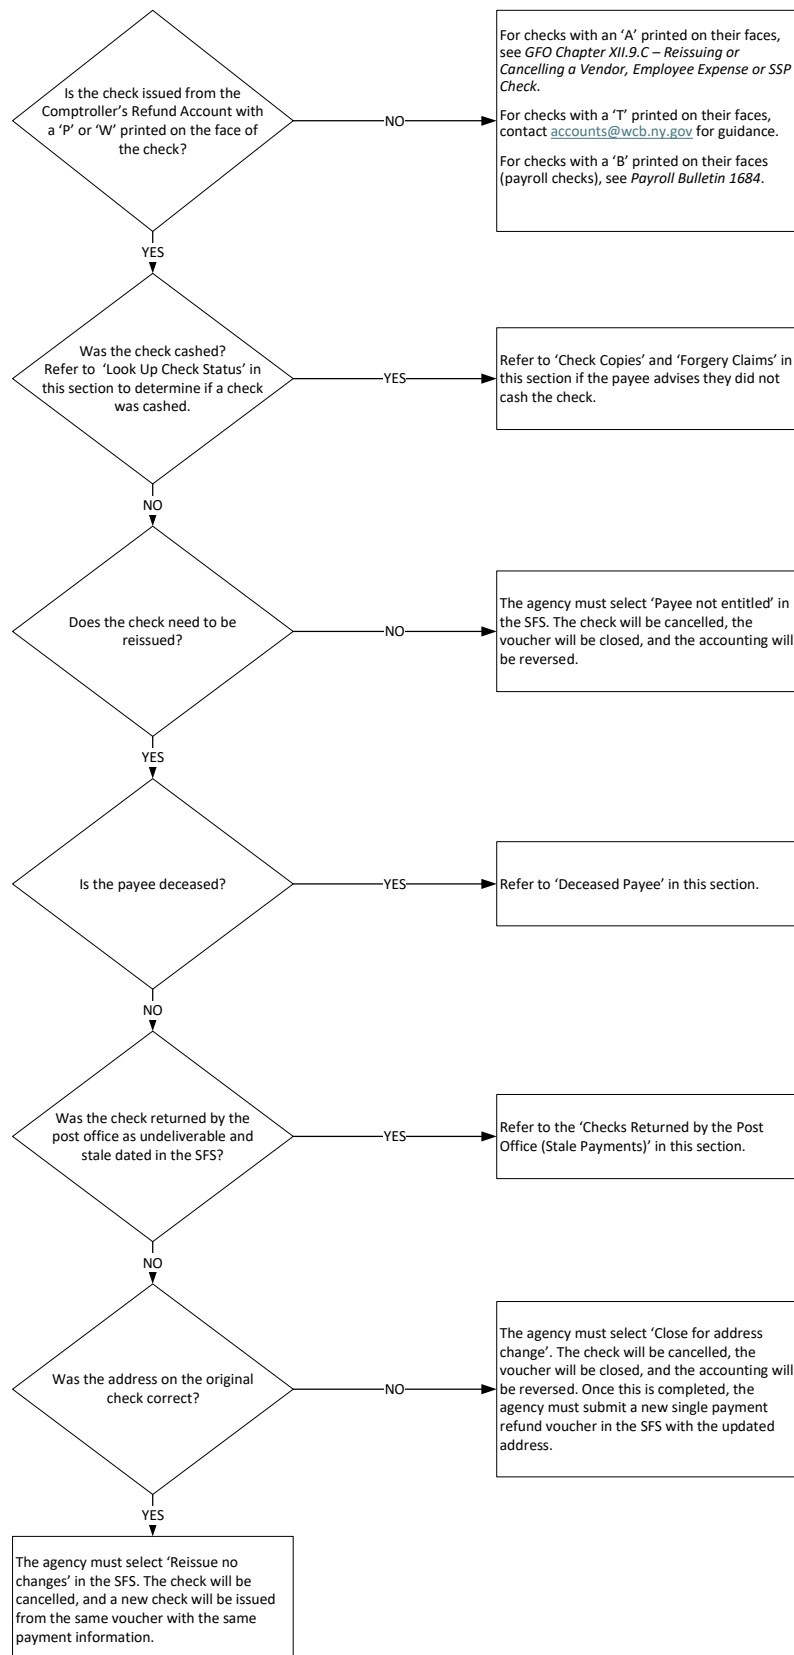 Is the check issued from the
Comptroller’s Refund Account with
a ‘P’ or ‘W’ printed on the face of
the check?
NO
For checks with an ‘A’ printed on their faces,
see GFO Chapter XII.9.C – Reissuing or
Cancelling a Vendor, Employee Expense or SSP
Check.
For checks with a ‘T’ printed on their faces,
contact accounts@wcb.ny.gov for guidance.
For checks with a ‘B’ printed on their faces
(payroll checks), see Payroll Bulletin 1684.
YES
Was the check cashed?
Refer to ‘Look Up Check Status’ in
this section to determine if a check
was cashed.
YES
Refer to ‘Check Copies’ and ‘Forgery Claims’ in
this section if the payee advises they did not
cash the check.
NO
Does the check need to be
reissued?
NO
The agency must select ‘Payee not entitled’ in
the SFS. The check will be cancelled, the
voucher will be closed, and the accounting will
be reversed.
YES
Is the payee deceased?
YES
Refer to ‘Deceased Payee’ in this section.
NO
Was the check returned by the
post office as undeliverable and
stale dated in the SFS?
YES
Refer to the ‘Checks Returned by the Post
Office (Stale Payments)’ in this section.
NO
Was the address on the original
check correct?
NO
The agency must select ‘Close for address
change’. The check will be cancelled, the
voucher will be closed, and the accounting will
be reversed. Once this is completed, the
agency must submit a new single payment
refund voucher in the SFS with the updated
address.
YES
The agency must select ‘Reissue no
changes’ in the SFS. The check will be
cancelled, and a new check will be issued
from the same voucher with the same
payment information.